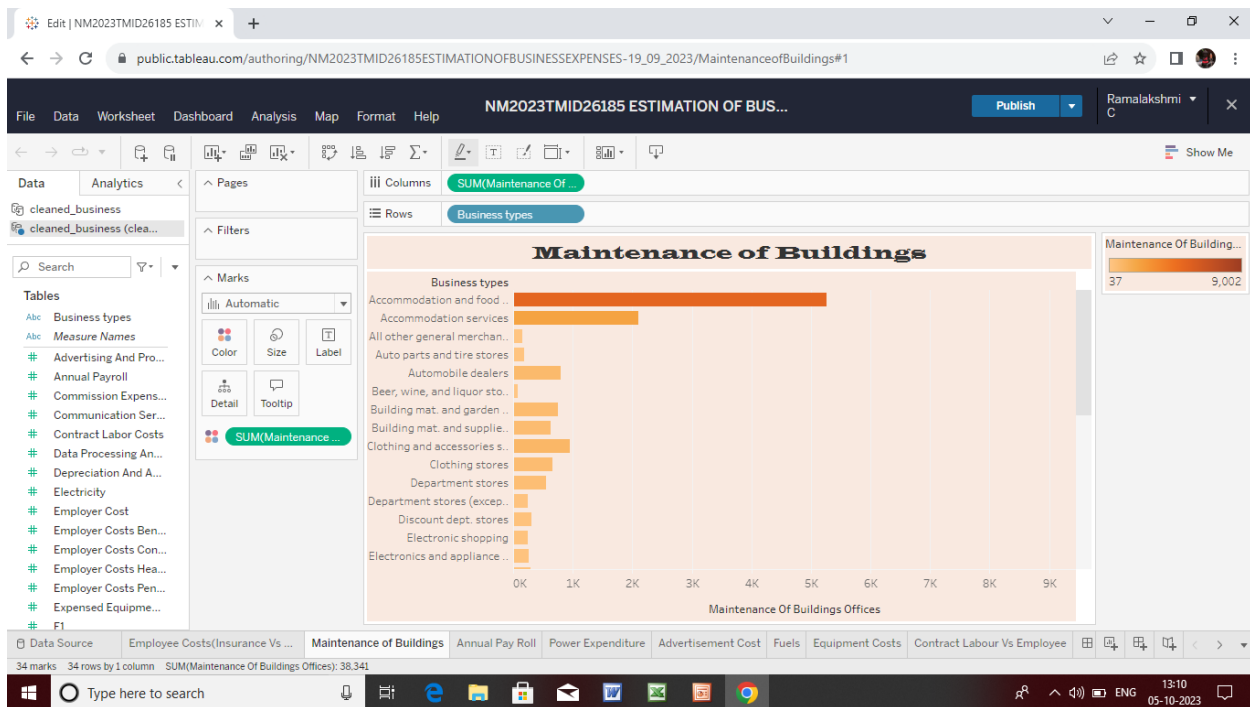 Edit | NM2023TMID26185 ESTIM
public.tableau.com/authoring/NM2023TMID26185ESTIMATIONOFBUSINESSEXPENSES-19_09_2023/MaintenanceofBuildings#1
File Data Worksheet Dashboard Analysis Map Format Help
NM2023TMID26185 ESTIMATION OF BUS...
Publish
Ramalakshmi
C
Show Me
Data Analytics
cleaned_business
cleaned_business (clea...
Search
Tables
Abc Business types
Abc Measure Names
# Advertising And Pro...
# Annual Payroll
# Commission Expens...
# Communication Ser...
# Contract Labor Costs
# Data Processing An...
# Depreciation And A...
# Electricity
# Employer Cost
# Employer Costs Ben...
# Employer Costs Con...
# Employer Costs Hea...
# Employer Costs Pen...
# Expensed Equipme...
# F1
Pages
Filters
Marks
Automatic
Color Size Label
Detail Tooltip
SUM(Maintenance ...
Columns SUM(Maintenance Of ...
Rows Business types
Maintenance of Buildings
Business types
Accommodation and food ..
Accommodation services
All other general merchan..
Auto parts and tire stores
Automobile dealers
Beer, wine, and liquor sto..
Building mat. and garden ..
Building mat. and supplie..
Clothing and accessories s..
Clothing stores
Department stores
Department stores (excep..
Discount dept. stores
Electronic shopping
Electronics and appliance ..
0K 1K 2K 3K 4K 5K 6K 7K 8K 9K
Maintenance Of Buildings Offices
Maintenance Of Building...
37 9,002
Data Source Employee Costs(Insurance Vs ... Maintenance of Buildings Annual Pay Roll Power Expenditure Advertisement Cost Fuels Equipment Costs Contract Labour Vs Employee
34 marks 34 rows by 1 column SUM(Maintenance Of Buildings Offices): 38,341
Type here to search
ENG
13:10
05-10-2023